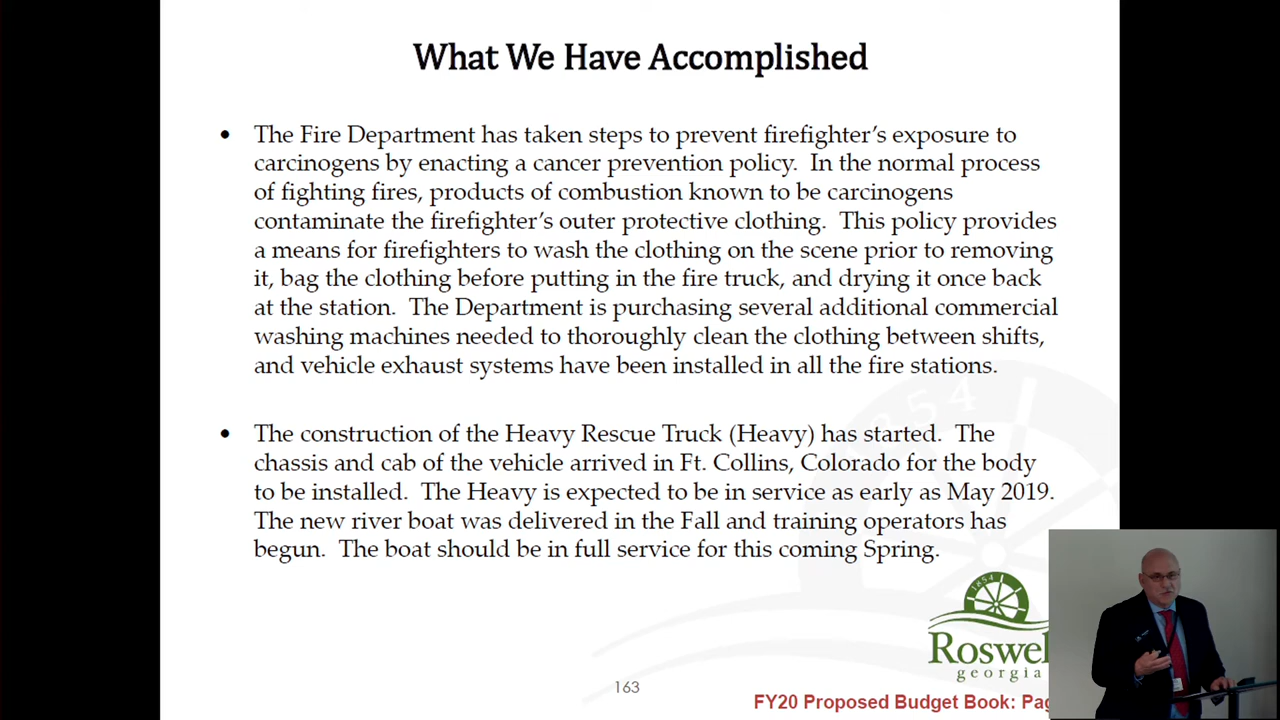 What We Have Accomplished
• The Fire Department has taken steps to prevent firefighter's exposure to
carcinogens by enacting a cancer prevention policy. In the normal process
of fighting fires, products of combustion known to be carcinogens
contaminate the firefighter's outer protective clothing. This policy provides
a means for firefighters to wash the clothing on the scene prior to removing
it, bag the clothing before putting in the fire truck, and drying it once back
at the station. The Department is purchasing several additional commercial
washing machines needed to thoroughly clean the clothing between shifts,
and vehicle exhaust systems have been installed in all the fire stations.
• The construction of the Heavy Rescue Truck (Heavy) has started. The
chassis and cab of the vehicle arrived in Ft. Collins, Colorado for the body
to be installed. The Heavy is expected to be in service as early as May 2019.
The new river boat was delivered in the Fall and training operators has
begun. The boat should be in full service for this coming Spring.
1854
1854
Roswel
georgia
163
FY20 Proposed Budget Book: Pag